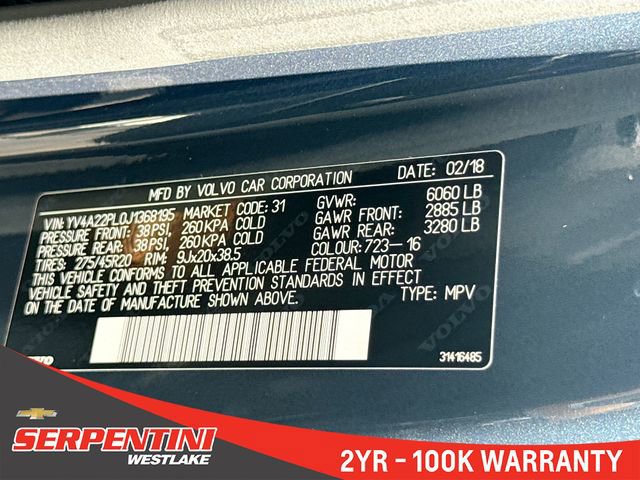 MFD BY VOLVO CAR CORPORATION DATE: 02/18
VIN: YV4A22PL0J1368195 MARKET CODE: 31 GVWR: 6060 LB
PRESSURE FRONT: 38 PSI, 260 KPA COLD GAWR FRONT: 2885 LB
PRESSURE REAR: 38 PSI, 260 KPA COLD GAWR REAR: 3280 LB
TIRES: 275/45R20 RIM: 9Jx20x38.5 COLOUR: 723-16
THIS VEHICLE CONFORMS TO ALL APPLICABLE FEDERAL MOTOR
VEHICLE SAFETY AND THEFT PREVENTION STANDARDS IN EFFECT
ON THE DATE OF MANUFACTURE SHOWN ABOVE. TYPE: MPV
31416485
SERPENTINI
WESTLAKE
2YR - 100K WARRANTY